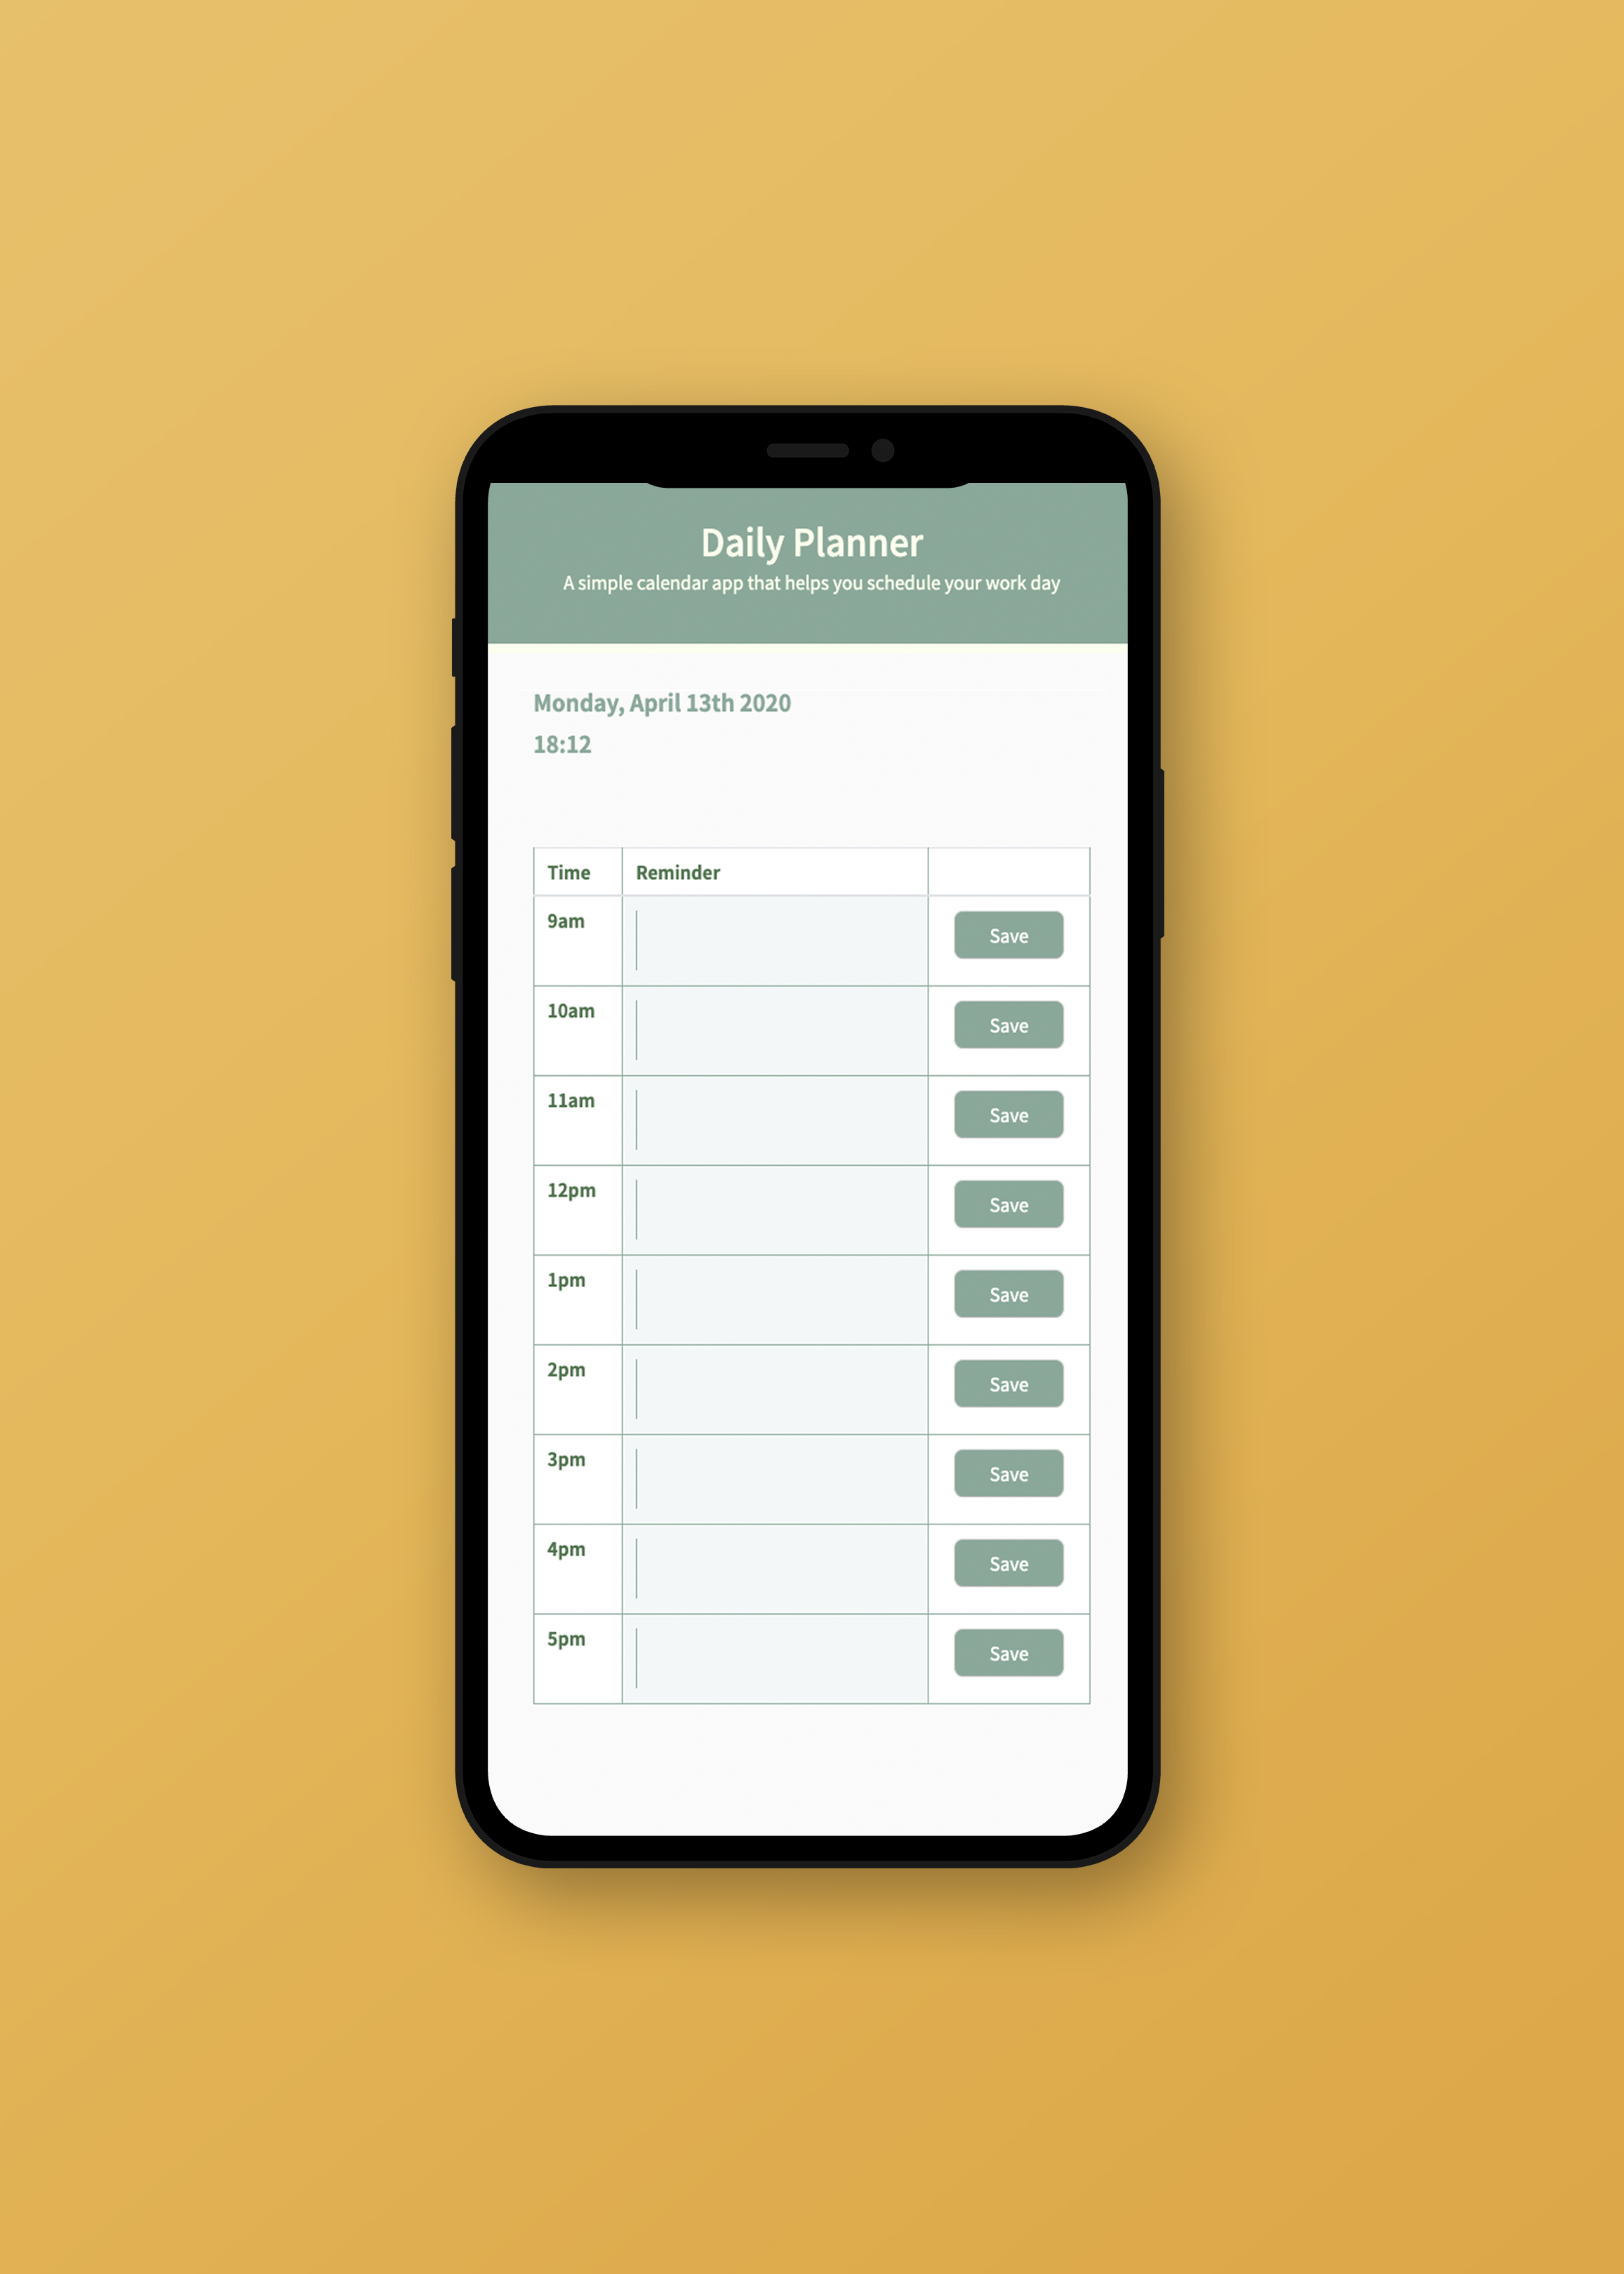 Daily Planner
A simple calendar app that helps you schedule your work day
Monday, April 13th 2020
18:12
Time Reminder
9am Save
10am Save
11am Save
12pm Save
1pm Save
2pm Save
3pm Save
4pm Save
5pm Save